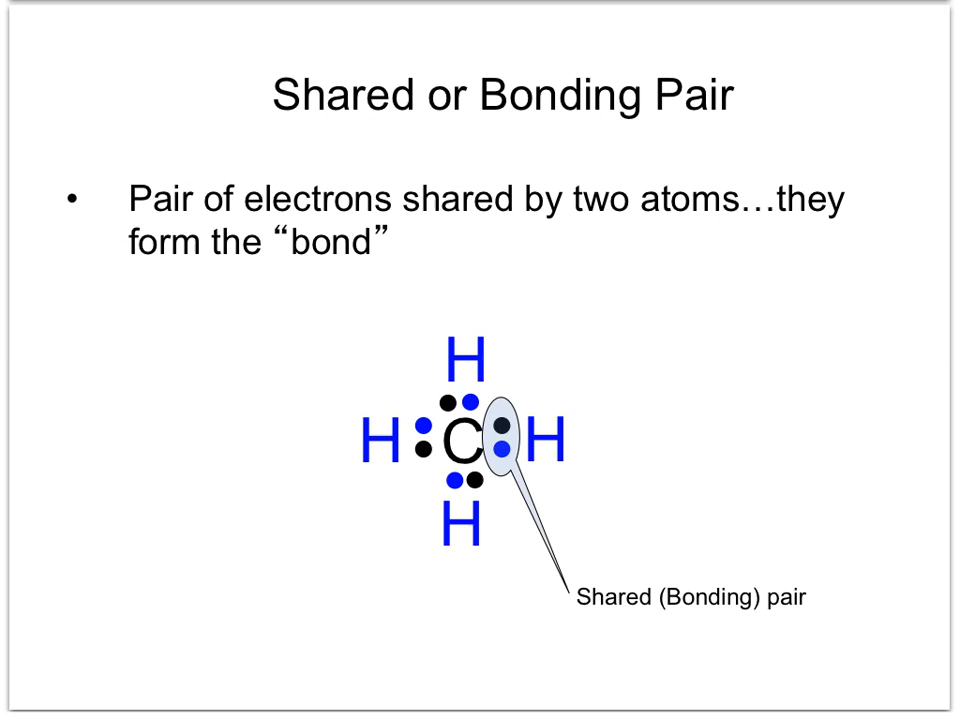 Shared or Bonding Pair
• Pair of electrons shared by two atoms…they
form the “bond”
H
H C H
H
Shared (Bonding) pair